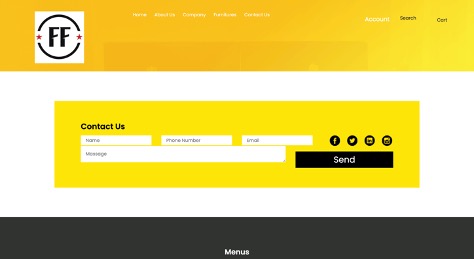 FF
Home About Us Company Furnitures Contact Us
Account Search Cart
Contact Us
Name Phone Number Email
Message
Send
Menus